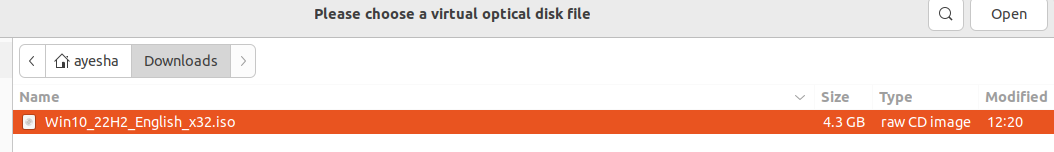 Please choose a virtual optical disk file
Open
ayesha Downloads
Name Size Type Modified
Win10_22H2_English_x32.iso 4.3 GB raw CD image 12:20